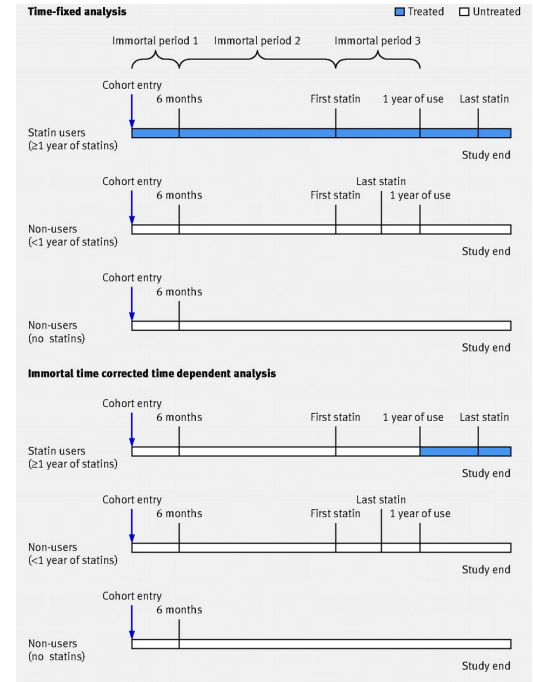 Time-fixed analysis
Treated
Untreated
Immortal period 1
Immortal period 2
Immortal period 3
Cohort entry
6 months
First statin
1 year of use
Last statin
Statin users
(≥1 year of statins)
Study end
Cohort entry
Last statin
6 months
First statin
1 year of use
Non-users
(<1 year of statins)
Study end
Cohort entry
6 months
Non-users
(no statins)
Study end
Immortal time corrected time dependent analysis
Cohort entry
6 months
First statin
1 year of use
Last statin
Statin users
(≥1 year of statins)
Study end
Cohort entry
Last statin
6 months
First statin
1 year of use
Non-users
(<1 year of statins)
Study end
Cohort entry
6 months
Non-users
(no statins)
Study end